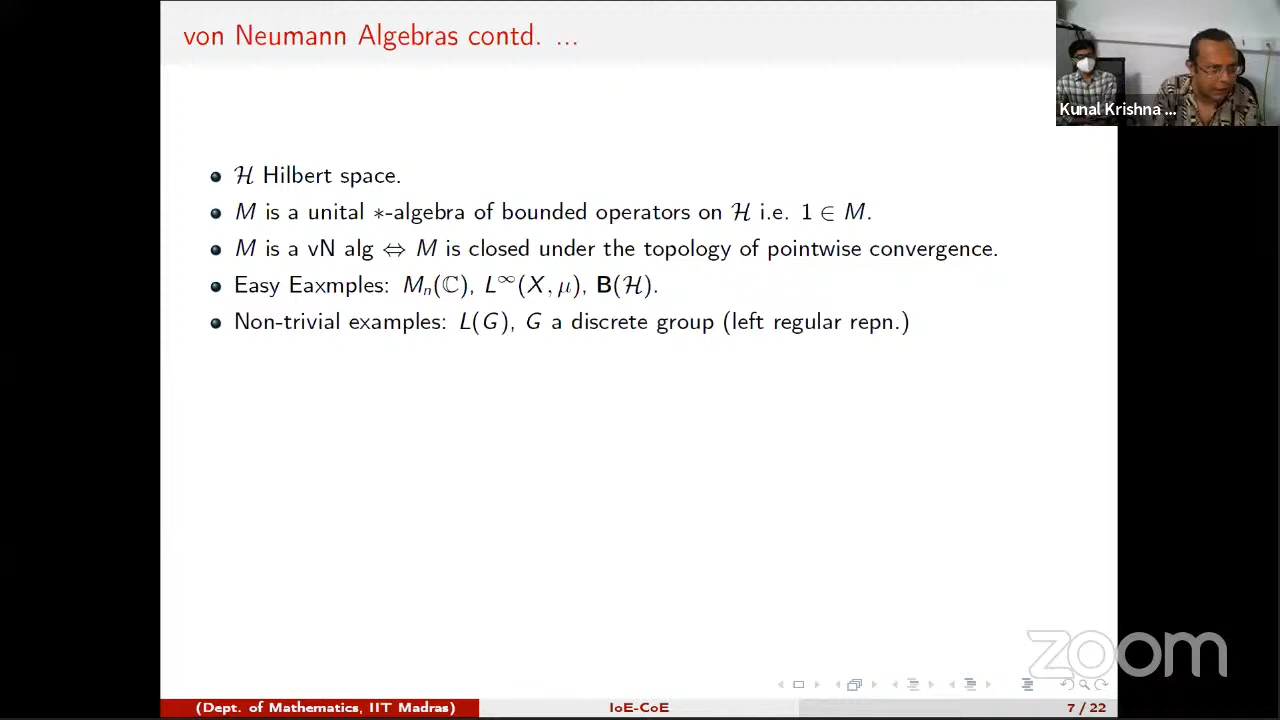 von Neumann Algebras contd. ...
Kunal Krishna ...
ℋ Hilbert space.
M is a unital ∗-algebra of bounded operators on ℋ i.e. 1 ∈ M.
M is a vN alg ⇔ M is closed under the topology of pointwise convergence.
Easy Eaxmples: Mₙ(ℂ), L^∞(X, μ), B(ℋ).
Non-trivial examples: L(G), G a discrete group (left regular repn.)
zoom
(Dept. of Mathematics, IIT Madras)
IoE-CoE
7 / 22